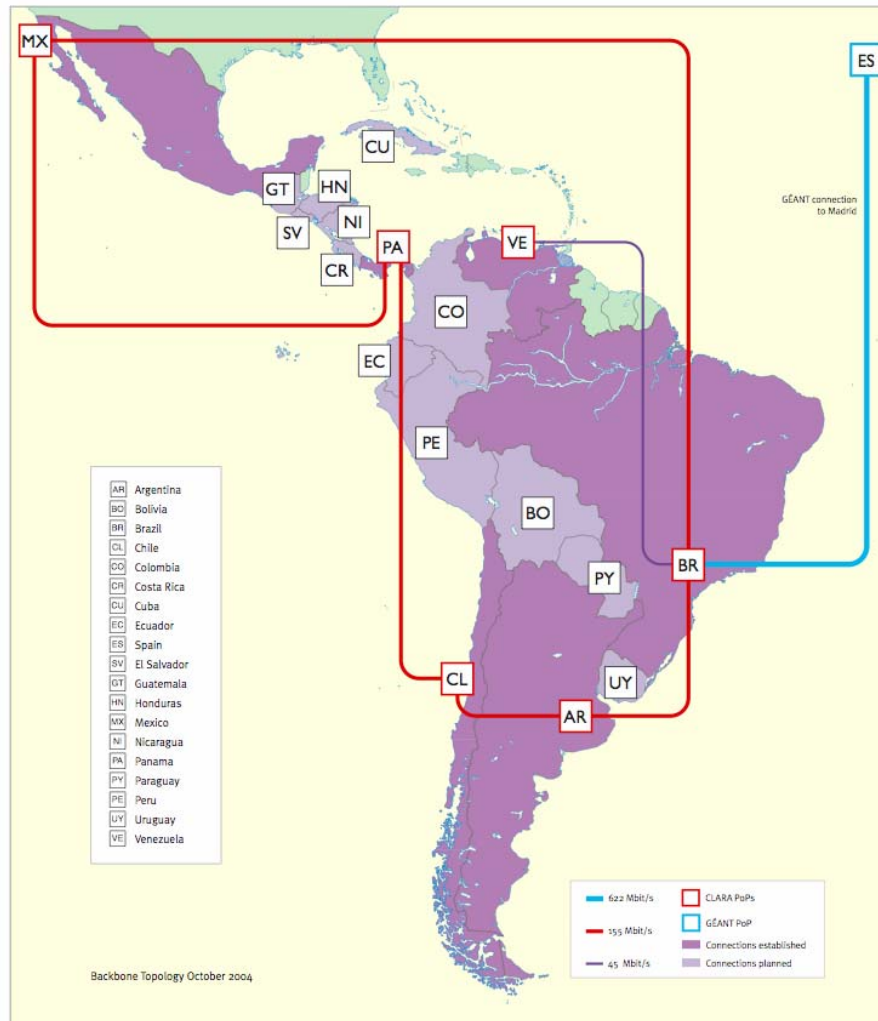 MX
ES
CU
GÉANT connection
to Madrid
GT
HN
NI
SV
PA
VE
CR
CO
EC
PE
BO
BR
PY
CL
UY
AR
AR Argentina
BO Bolivia
BR Brazil
CL Chile
CO Colombia
CR Costa Rica
CU Cuba
EC Ecuador
ES Spain
SV El Salvador
GT Guatemala
HN Honduras
MX Mexico
NI Nicaragua
PA Panama
PY Paraguay
PE Peru
UY Uruguay
VE Venezuela
622 Mbit/s
CLARA PoPs
GÉANT PoP
155 Mbit/s
Connections established
45 Mbit/s
Connections planned
Backbone Topology October 2004